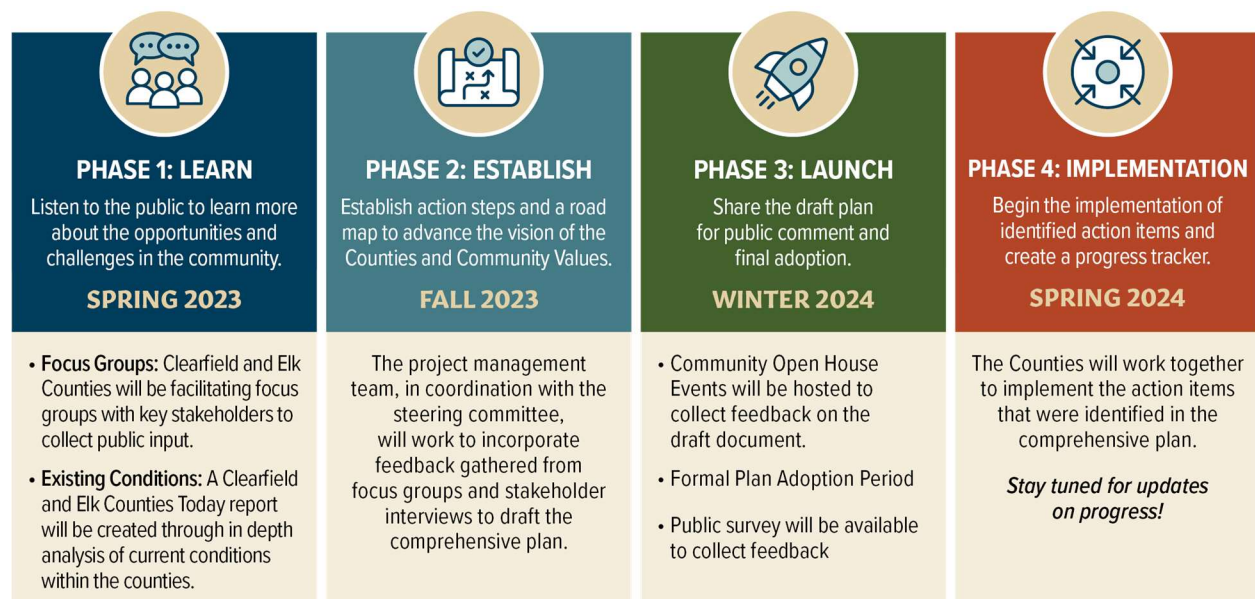 PHASE 1: LEARN
Listen to the public to learn more
about the opportunities and
challenges in the community.
SPRING 2023
• Focus Groups: Clearfield and Elk
Counties will be facilitating focus
groups with key stakeholders to
collect public input.
• Existing Conditions: A Clearfield
and Elk Counties Today report
will be created through in depth
analysis of current conditions
within the counties.
PHASE 2: ESTABLISH
Establish action steps and a road
map to advance the vision of the
Counties and Community Values.
FALL 2023
The project management
team, in coordination with the
steering committee,
will work to incorporate
feedback gathered from
focus groups and stakeholder
interviews to draft the
comprehensive plan.
PHASE 3: LAUNCH
Share the draft plan
for public comment and
final adoption.
WINTER 2024
• Community Open House
Events will be hosted to
collect feedback on the
draft document.
• Formal Plan Adoption Period
• Public survey will be available
to collect feedback
PHASE 4: IMPLEMENTATION
Begin the implementation of
identified action items and
create a progress tracker.
SPRING 2024
The Counties will work together
to implement the action items
that were identified in the
comprehensive plan.
Stay tuned for updates
on progress!